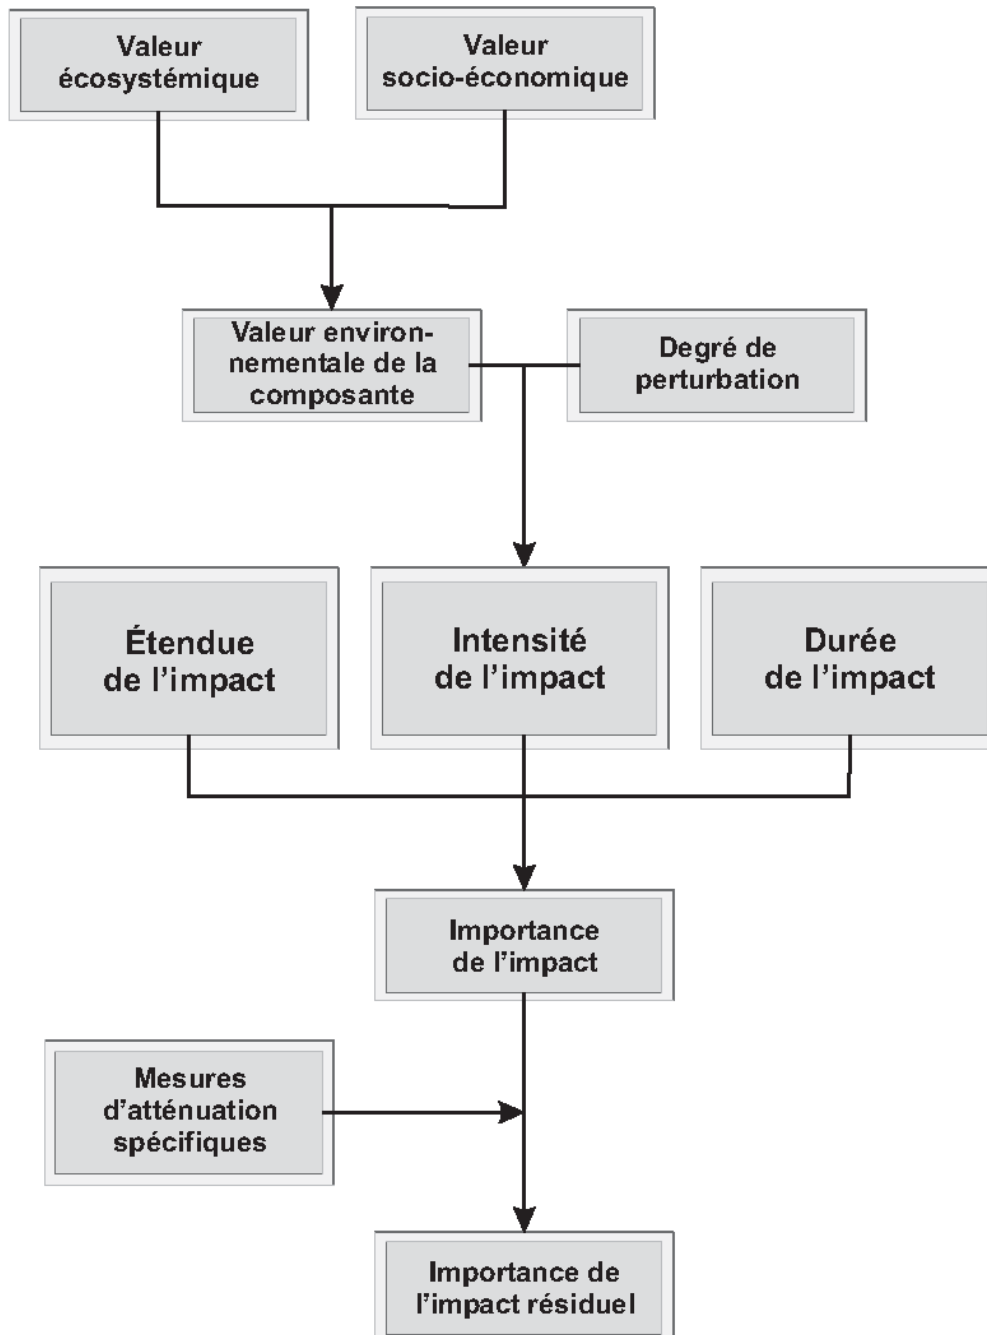 Valeur
écosystémique
Valeur
socio-économique
Valeur environ-
nementale de la
composante
Degré de
perturbation
Étendue
de l'impact
Intensité
de l'impact
Durée
de l'impact
Importance
de l'impact
Mesures
d'atténuation
spécifiques
Importance de
l'impact résiduel